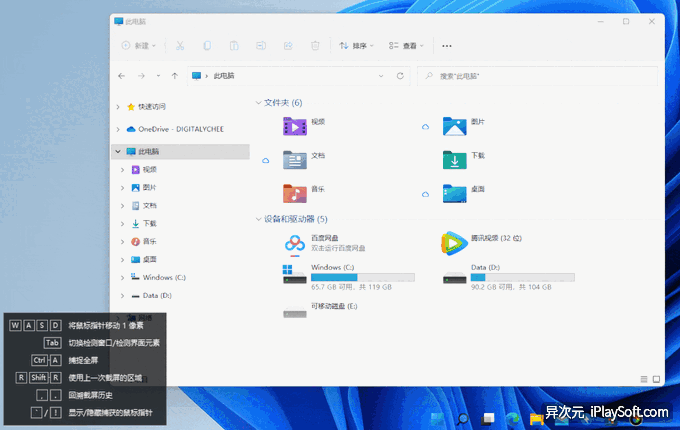 此电脑
新建
排序
查看
此电脑
搜索"此电脑"
快速访问
OneDrive - DIGITALYCHEE
此电脑
视频
图片
文档
下载
音乐
桌面
Windows (C:)
Data (D:)
网络
文件夹 (6)
视频
图片
文档
下载
音乐
桌面
设备和驱动器 (5)
百度网盘
双击运行百度网盘
腾讯视频 (32 位)
Windows (C:)
65.7 GB 可用，共 119 GB
Data (D:)
90.2 GB 可用，共 104 GB
可移动磁盘 (E:)
W A S D 将鼠标指针移动 1 像素
Tab 切换检测窗口/检测界面元素
Ctrl + A 捕捉全屏
R Shift + R 使用上一次截屏的区域
, . 回溯截屏历史
` / ! 显示/隐藏捕获的鼠标指针
异次元 iPlaySoft.com